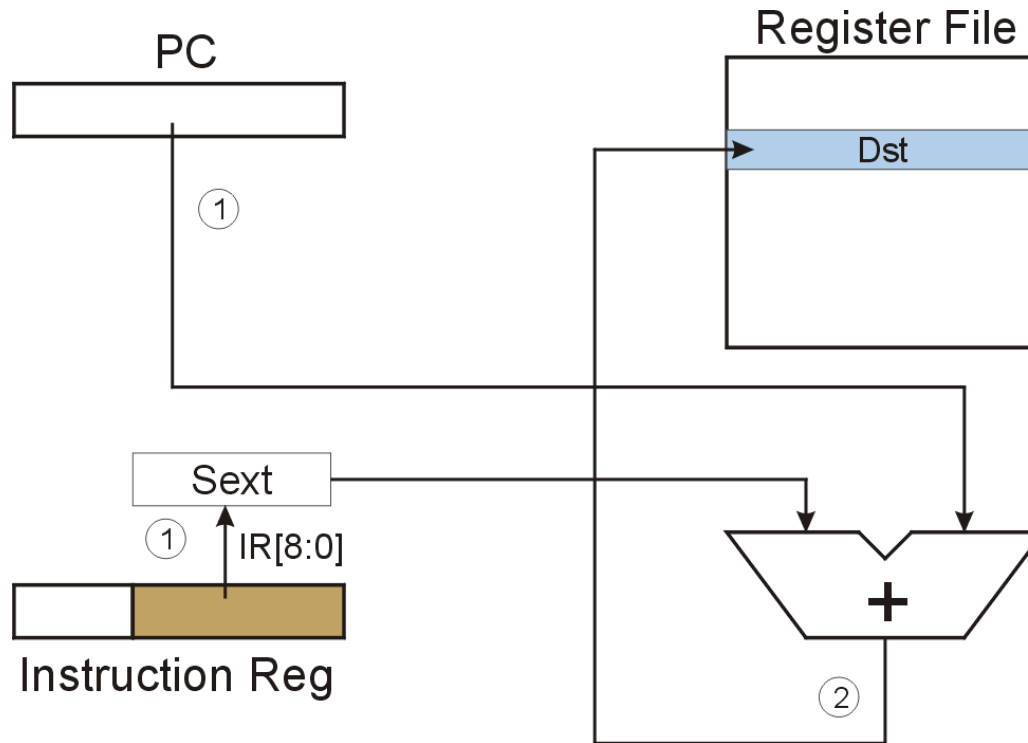 Register File
PC
Dst
1
Sext
1
IR[8:0]
+
Instruction Reg
2